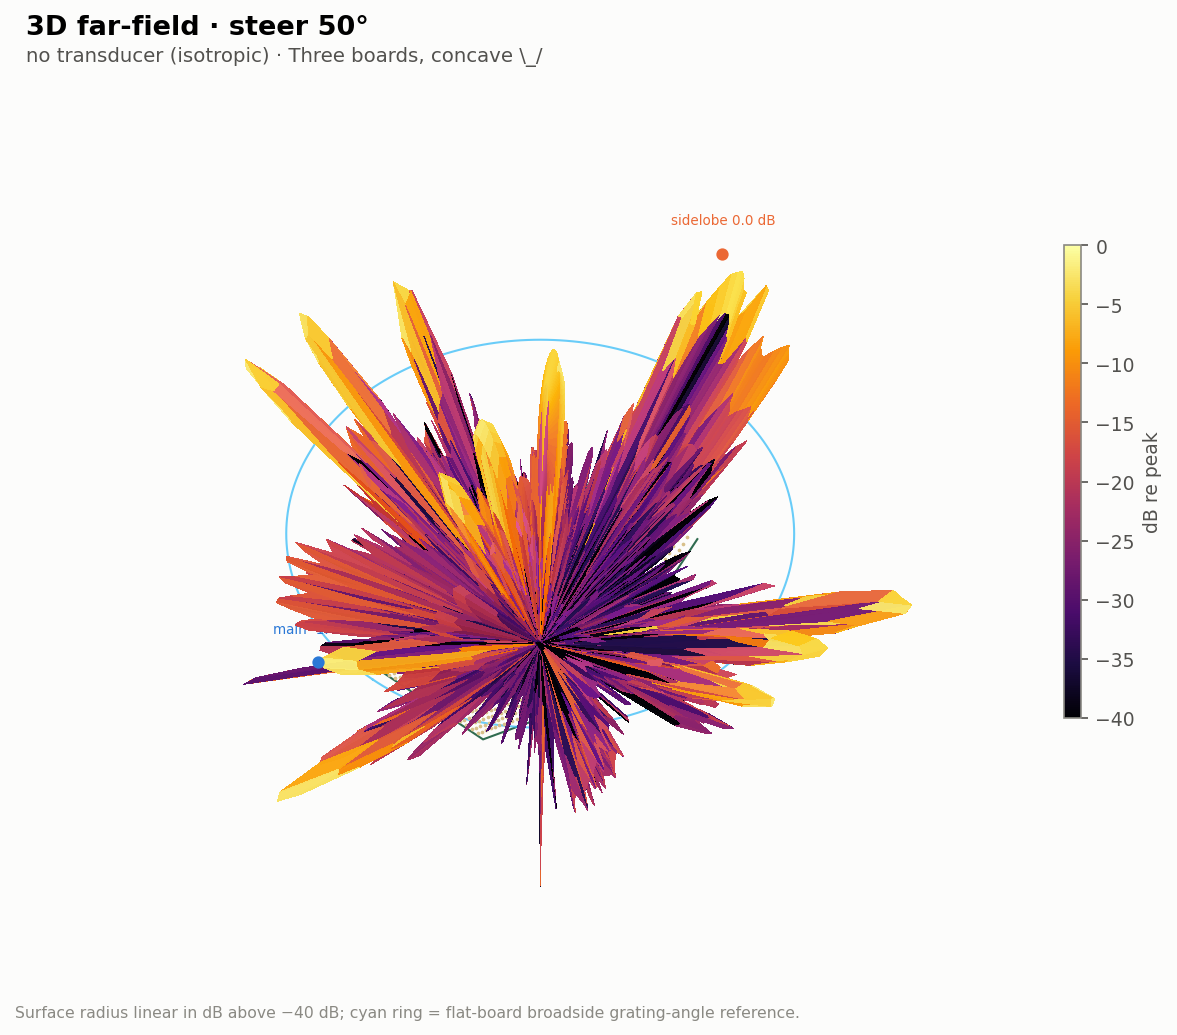 3D far-field · steer 50°
no transducer (isotropic) · Three boards, concave \_/
sidelobe 0.0 dB
main
0
−5
−10
−15
−20
−25
−30
−35
−40
dB re peak
Surface radius linear in dB above −40 dB; cyan ring = flat-board broadside grating-angle reference.